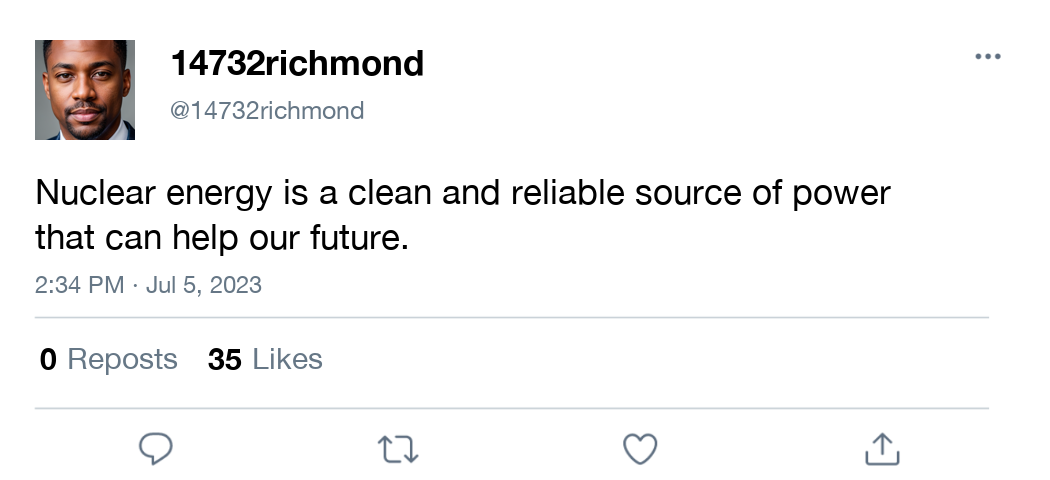 14732richmond
@14732richmond
Nuclear energy is a clean and reliable source of power
that can help our future.
2:34 PM · Jul 5, 2023
0 Reposts 35 Likes